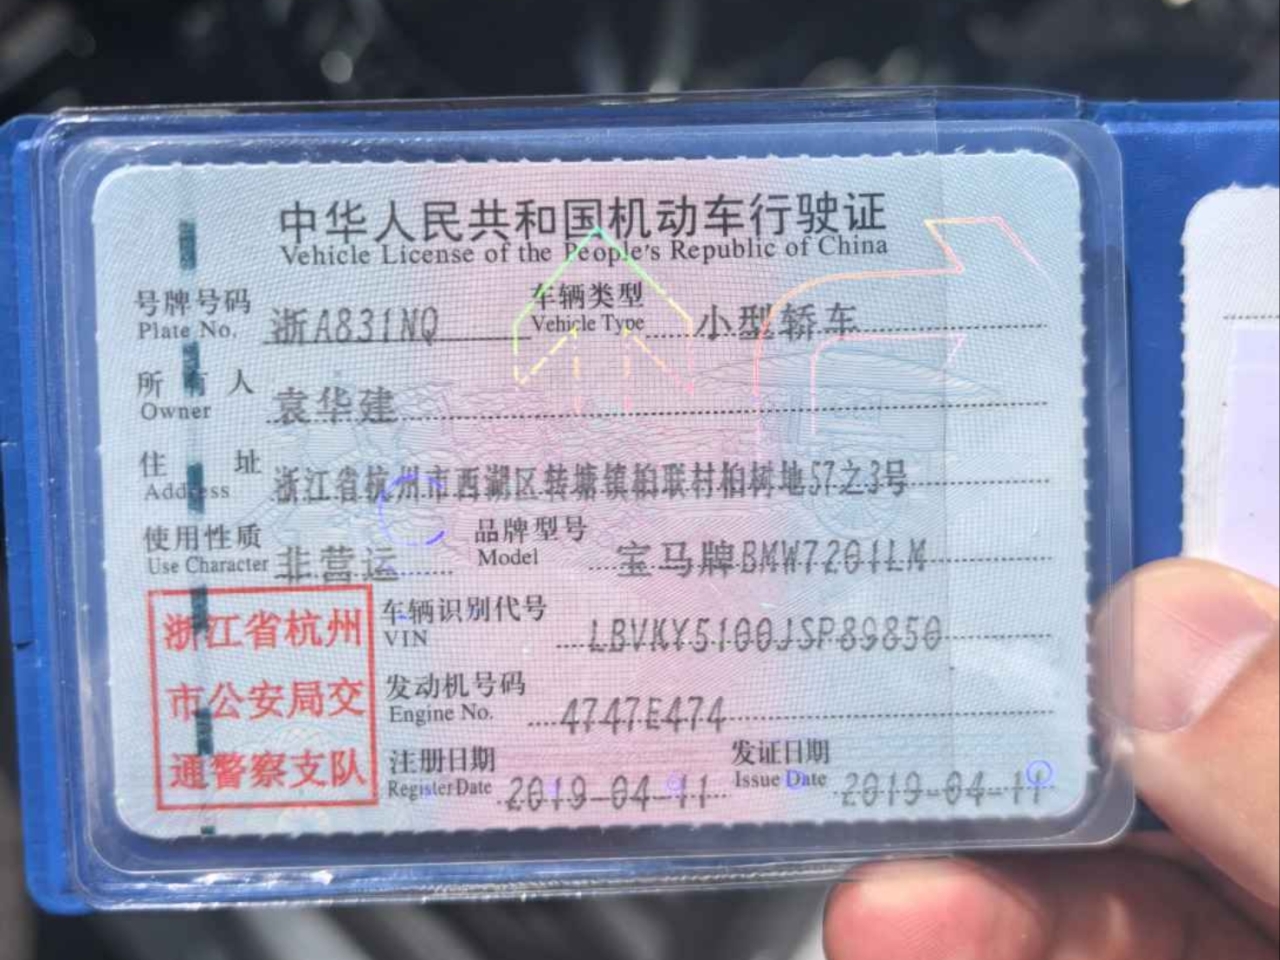 中华人民共和国机动车行驶证
Vehicle License of the People's Republic of China
号牌号码 浙A831NQ 车辆类型 小型轿车
Plate No. Vehicle Type
所有人 袁华建
Owner
住址 浙江省杭州市西湖区转塘镇柏联村柏树地57之3号
Address
使用性质 非营运 品牌型号 宝马牌BMW7201LM
Use Character Model
浙江省杭州
市公安局交
通警察支队
车辆识别代号 LBVKY5100JSP89850
VIN
发动机号码 4747E474
Engine No.
注册日期 2019-04-11 发证日期 2019-04-11
Register Date Issue Date